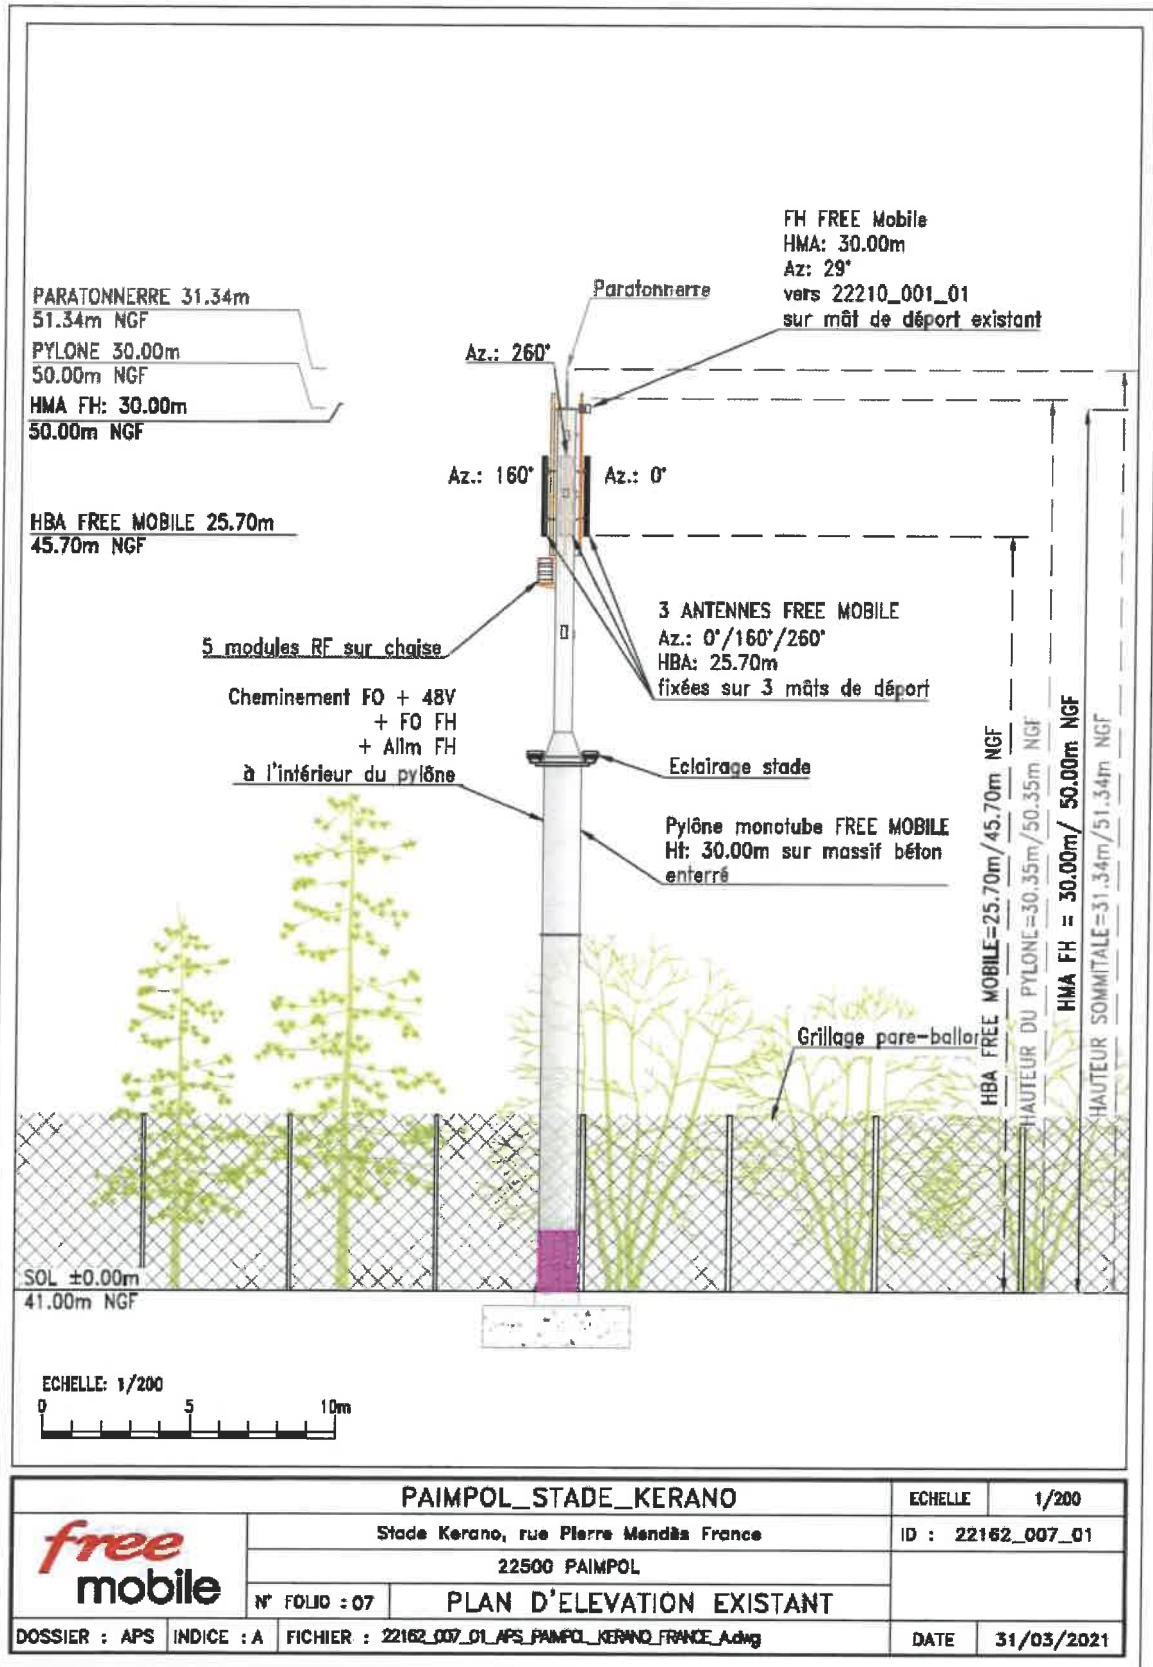 FH FREE Mobile
HMA: 30.00m
Az: 29°
vers 22210_001_01
sur mât de déport existant
Paratonnerre
PARATONNERRE 31.34m
51.34m NGF
PYLONE 30.00m
50.00m NGF
HMA FH: 30.00m
50.00m NGF
Az.: 260°
Az.: 160°
Az.: 0°
HBA FREE MOBILE 25.70m
45.70m NGF
3 ANTENNES FREE MOBILE
Az.: 0°/160°/260°
HBA: 25.70m
fixées sur 3 mâts de déport
5 modules RF sur chaise
Cheminement FO + 48V
+ FO FH
+ Alim FH
à l'intérieur du pylône
Eclairage stade
Pylône monotube FREE MOBILE
Ht: 30.00m sur massif béton
enterré
Grillage pare-ballon
HBA FREE MOBILE=25.70m/45.70m NGF
HAUTEUR DU PYLONE=30.35m/50.35m NGF
HMA FH = 30.00m/ 50.00m NGF
HAUTEUR SOMMITALE=31.34m/51.34m NGF
SOL ±0.00m
41.00m NGF
ECHELLE: 1/200
0 5 10m
PAIMPOL_STADE_KERANO
ECHELLE 1/200
free
mobile
Stade Kerano, rue Pierre Mendès France
ID : 22162_007_01
22500 PAIMPOL
N° FOLIO : 07 PLAN D'ELEVATION EXISTANT
DOSSIER : APS INDICE : A FICHIER : 22162_007_01_APS_PAIMPOL_KERANO_FRANCE_A.dwg DATE 31/03/2021